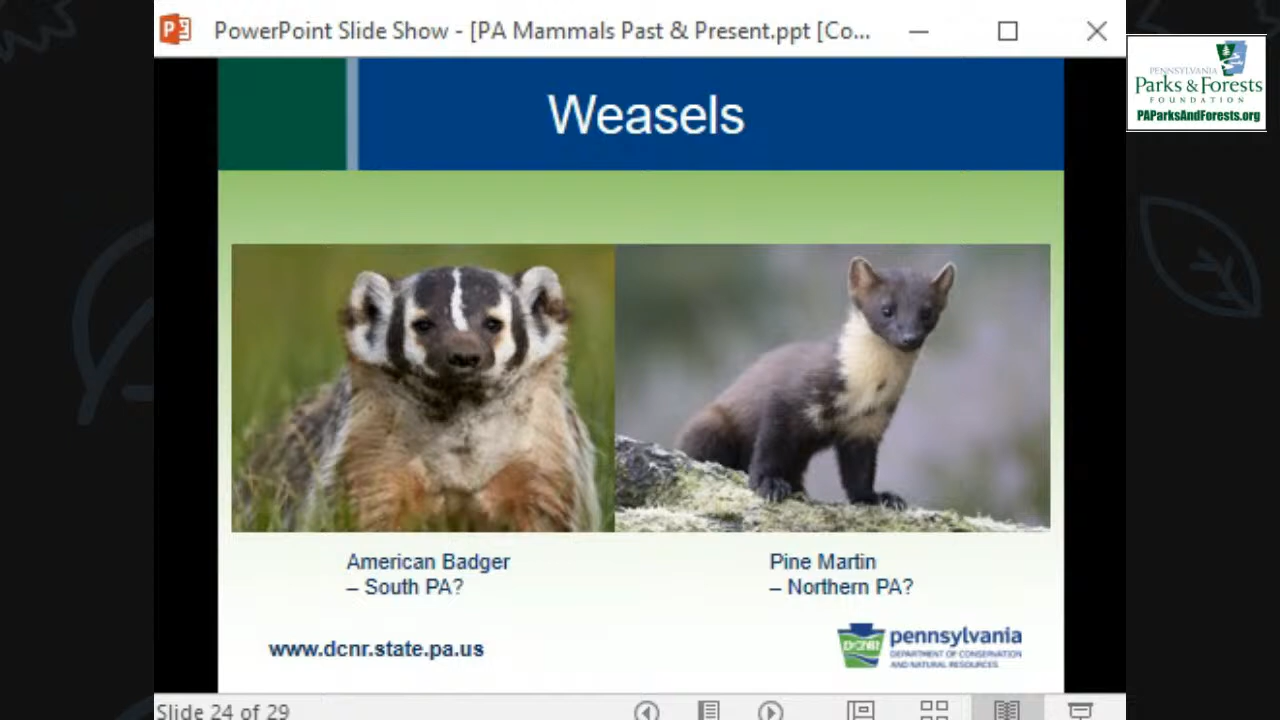 PowerPoint Slide Show - [PA Mammals Past & Present.ppt [Co...
PENNSYLVANIA
Parks & Forests
FOUNDATION
PAParksAndForests.org
Weasels
American Badger
– South PA?
Pine Martin
– Northern PA?
www.dcnr.state.pa.us
DCNR
pennsylvania
DEPARTMENT OF CONSERVATION
AND NATURAL RESOURCES
Slide 24 of 29